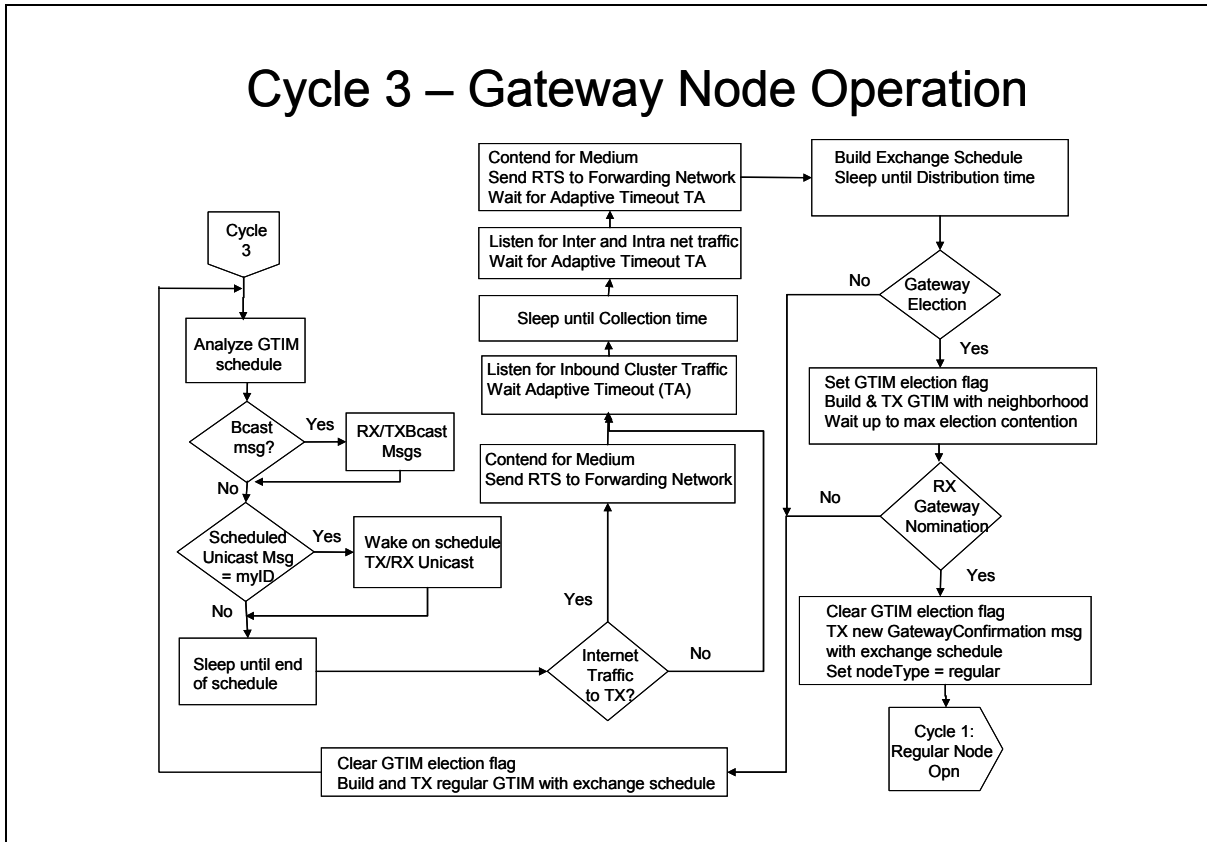 Cycle 3 – Gateway Node Operation
Cycle
3
Analyze GTIM
schedule
Bcast
msg?
Yes
RX/TXBcast
Msgs
No
Scheduled
Unicast Msg
= myID
Yes
Wake on schedule
TX/RX Unicast
No
Sleep until end
of schedule
Internet
Traffic
to TX?
Yes
No
Contend for Medium
Send RTS to Forwarding Network
Listen for Inbound Cluster Traffic
Wait Adaptive Timeout (TA)
Sleep until Collection time
Listen for Inter and Intra net traffic
Wait for Adaptive Timeout TA
Contend for Medium
Send RTS to Forwarding Network
Wait for Adaptive Timeout TA
Build Exchange Schedule
Sleep until Distribution time
Gateway
Election
No
Yes
Set GTIM election flag
Build & TX GTIM with neighborhood
Wait up to max election contention
RX
Gateway
Nomination
No
Yes
Clear GTIM election flag
TX new GatewayConfirmation msg
with exchange schedule
Set nodeType = regular
Cycle 1:
Regular Node
Opn
Clear GTIM election flag
Build and TX regular GTIM with exchange schedule